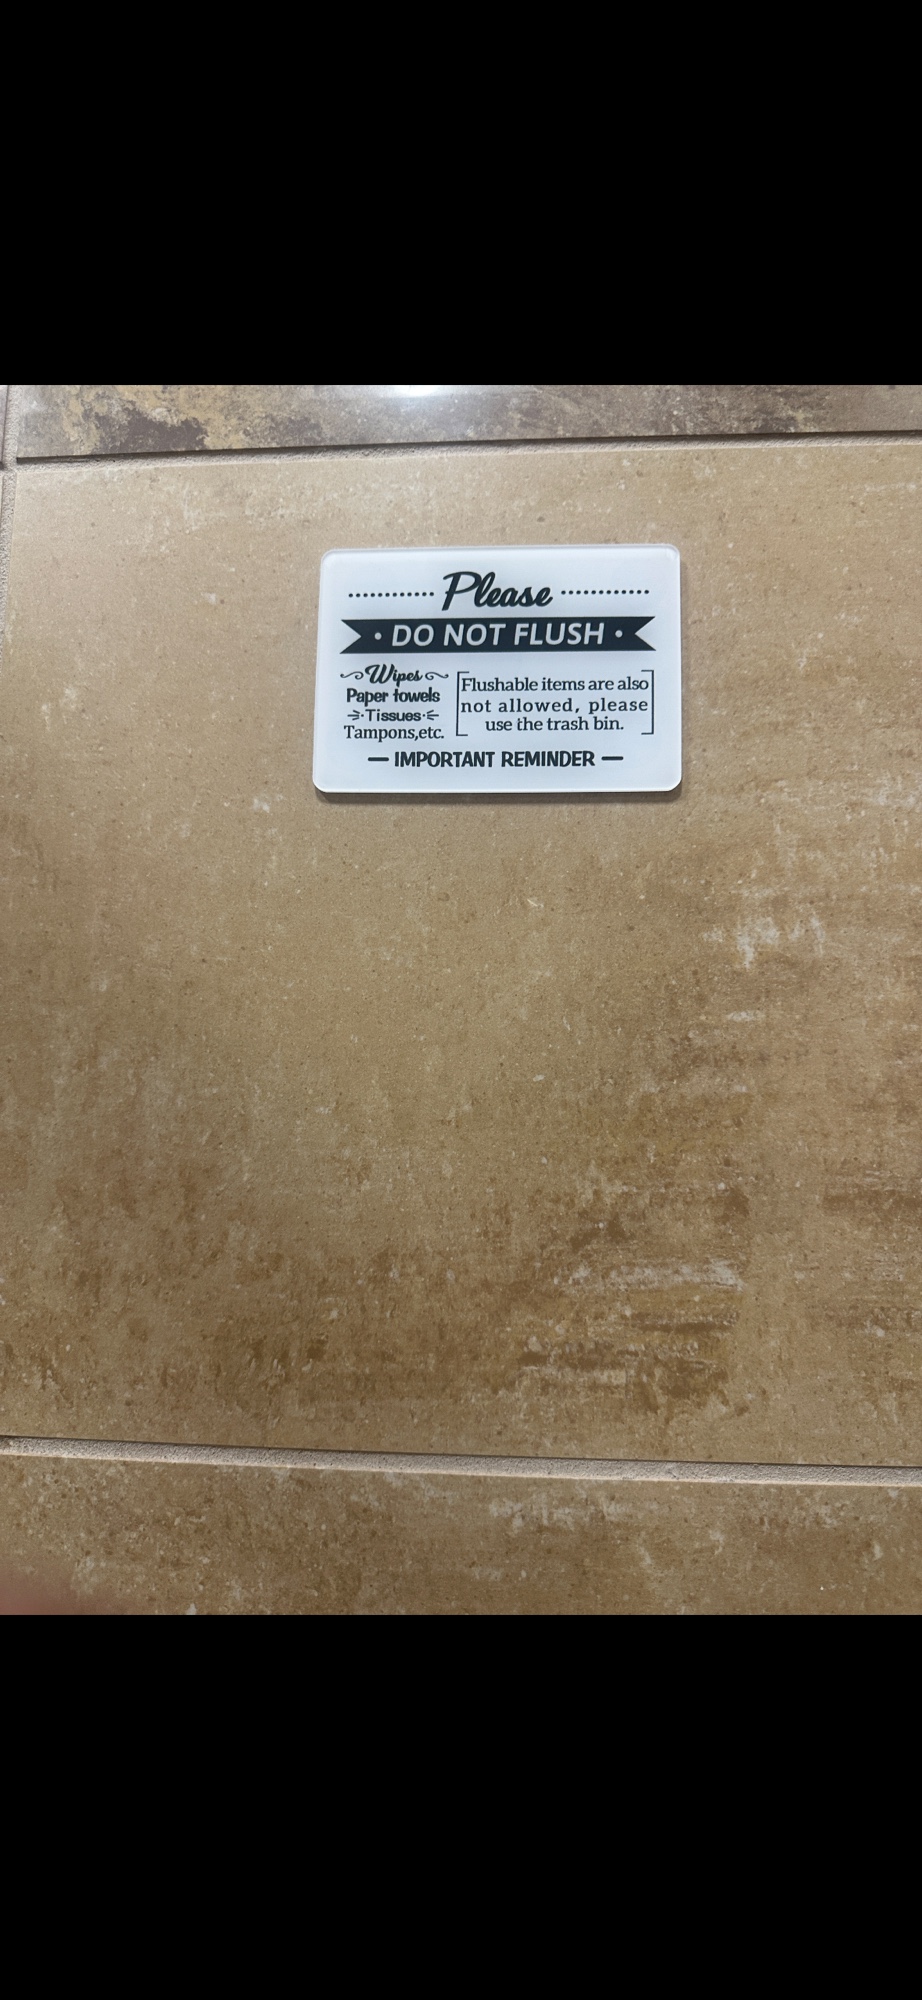 Please
DO NOT FLUSH
Wipes
Paper towels
Tissues
Tampons,etc.
Flushable items are also
not allowed, please
use the trash bin.
IMPORTANT REMINDER